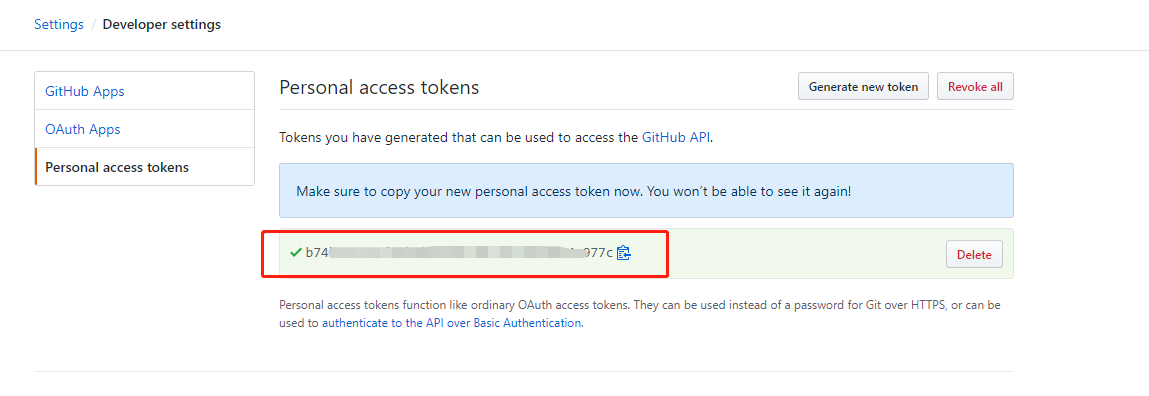 Settings / Developer settings
GitHub Apps
OAuth Apps
Personal access tokens
Personal access tokens
Generate new token
Revoke all
Tokens you have generated that can be used to access the GitHub API.
Make sure to copy your new personal access token now. You won't be able to see it again!
Delete
Personal access tokens function like ordinary OAuth access tokens. They can be used instead of a password for Git over HTTPS, or can be
used to authenticate to the API over Basic Authentication.